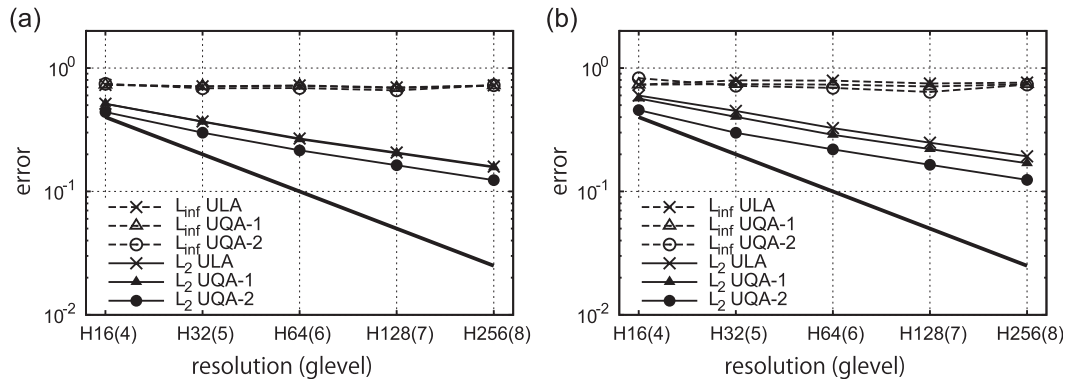 (a)
10^0
10^-1
10^-2
error
L_inf ULA
L_inf UQA-1
L_inf UQA-2
L_2 ULA
L_2 UQA-1
L_2 UQA-2
H16(4) H32(5) H64(6) H128(7) H256(8)
resolution (glevel)
(b)
10^0
10^-1
10^-2
error
L_inf ULA
L_inf UQA-1
L_inf UQA-2
L_2 ULA
L_2 UQA-1
L_2 UQA-2
H16(4) H32(5) H64(6) H128(7) H256(8)
resolution (glevel)